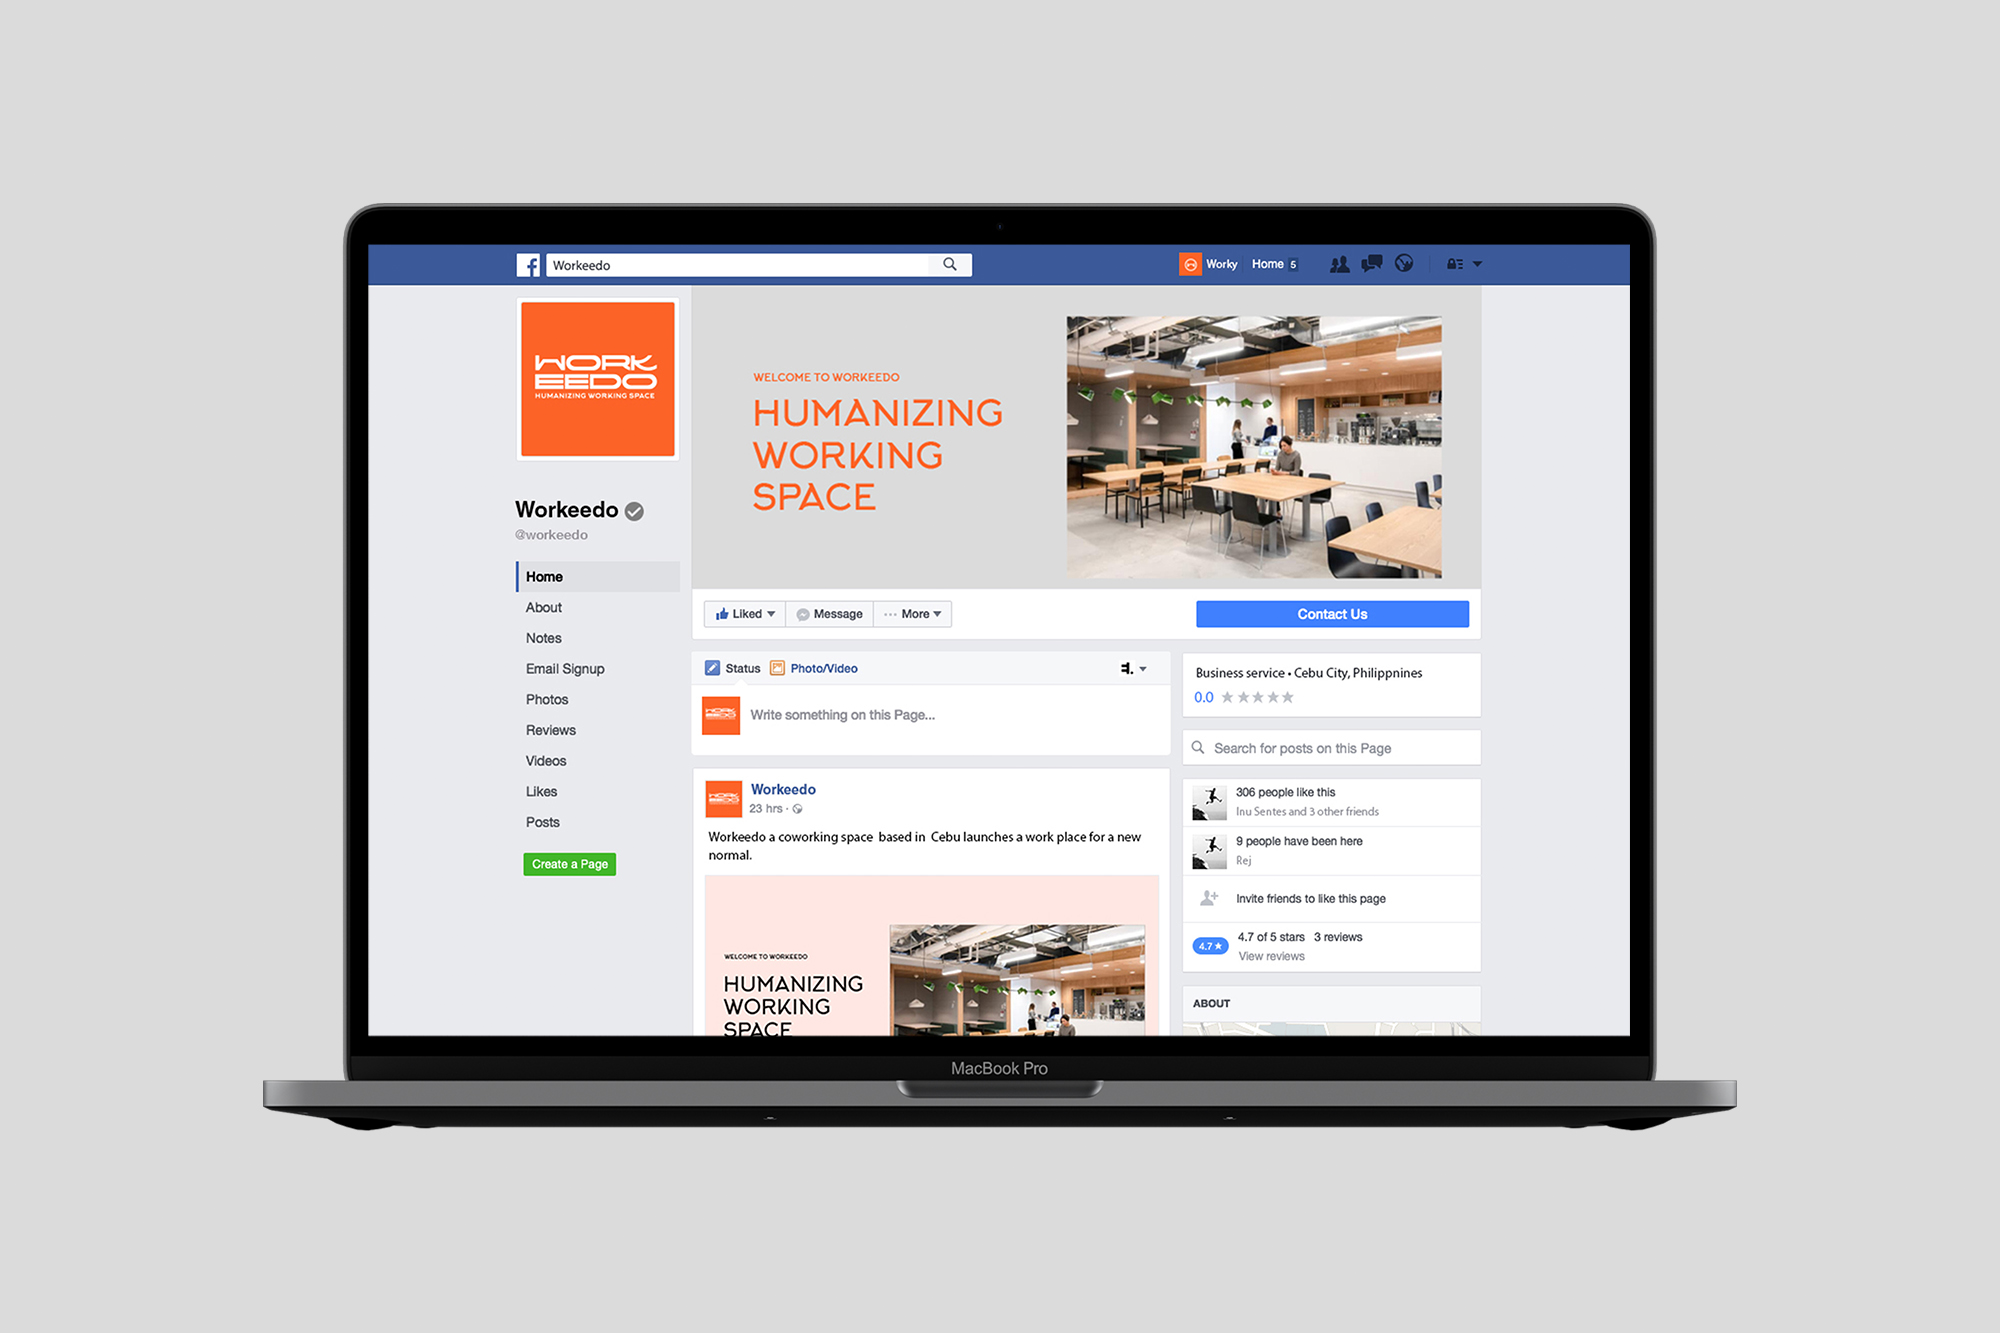 Workeedo
Worky
Home 5
WORK
EEDO
HUMANIZING WORKING SPACE
WELCOME TO WORKEEDO
HUMANIZING
WORKING
SPACE
Workeedo
@workeedo
Home
About
Notes
Email Signup
Photos
Reviews
Videos
Likes
Posts
Create a Page
Liked
Message
More
Contact Us
Status
Photo/Video
WORK
EEDO
Write something on this Page...
WORK
EEDO
Workeedo
23 hrs ·
Workeedo a coworking space based in Cebu launches a work place for a new
normal.
WELCOME TO WORKEEDO
HUMANIZING
WORKING
SPACE
Business service • Cebu City, Philippnines
0.0
Search for posts on this Page
306 people like this
Inu Sentes and 3 other friends
9 people have been here
Rej
Invite friends to like this page
4.7 ★
4.7 of 5 stars 3 reviews
View reviews
ABOUT
MacBook Pro